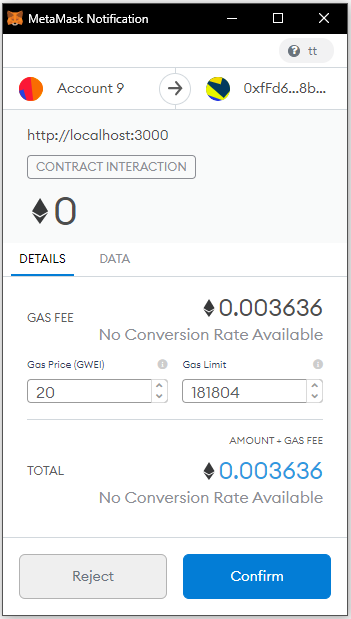 MetaMask Notification
? tt
Account 9 0xfFd6...8b...
http://localhost:3000
CONTRACT INTERACTION
0
DETAILS DATA
GAS FEE 0.003636
No Conversion Rate Available
Gas Price (GWEI) Gas Limit
20 181804
AMOUNT + GAS FEE
TOTAL 0.003636
No Conversion Rate Available
Reject Confirm